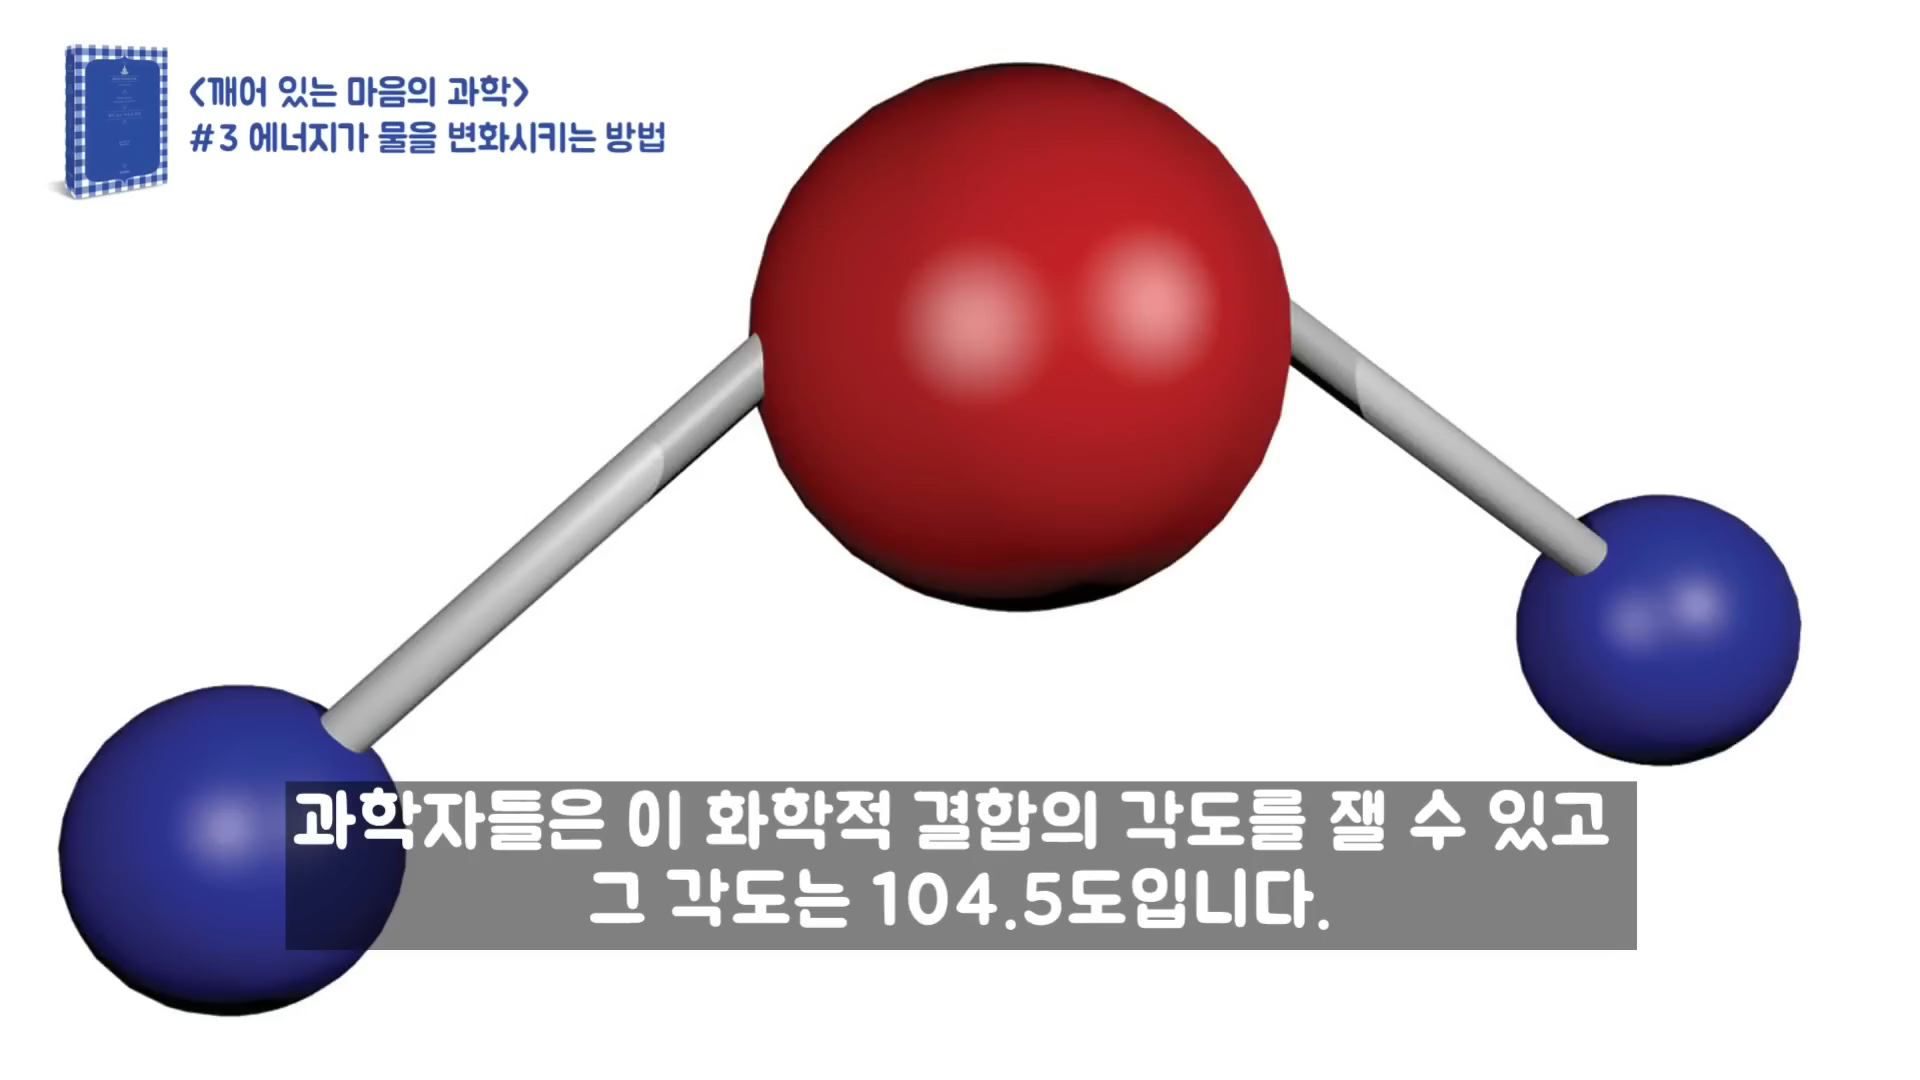 <깨어 있는 마음의 과학>
#3 에너지가 물을 변화시키는 방법
과학자들은 이 화학적 결합의 각도를 잴 수 있고
그 각도는 104.5도입니다.